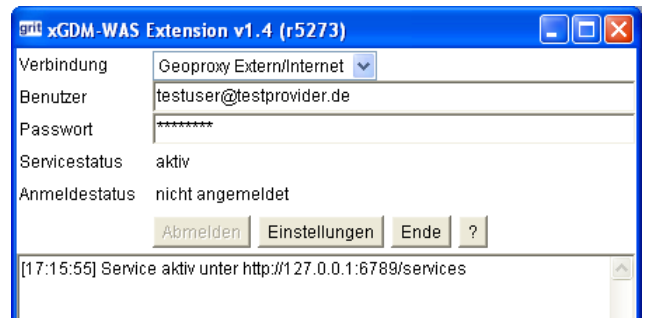 grit xGDM-WAS Extension v1.4 (r5273)
Verbindung Geoproxy Extern/Internet
Benutzer testuser@testprovider.de
Passwort ********
Servicestatus aktiv
Anmeldestatus nicht angemeldet
Abmelden Einstellungen Ende ?
[17:15:55] Service aktiv unter http://127.0.0.1:6789/services